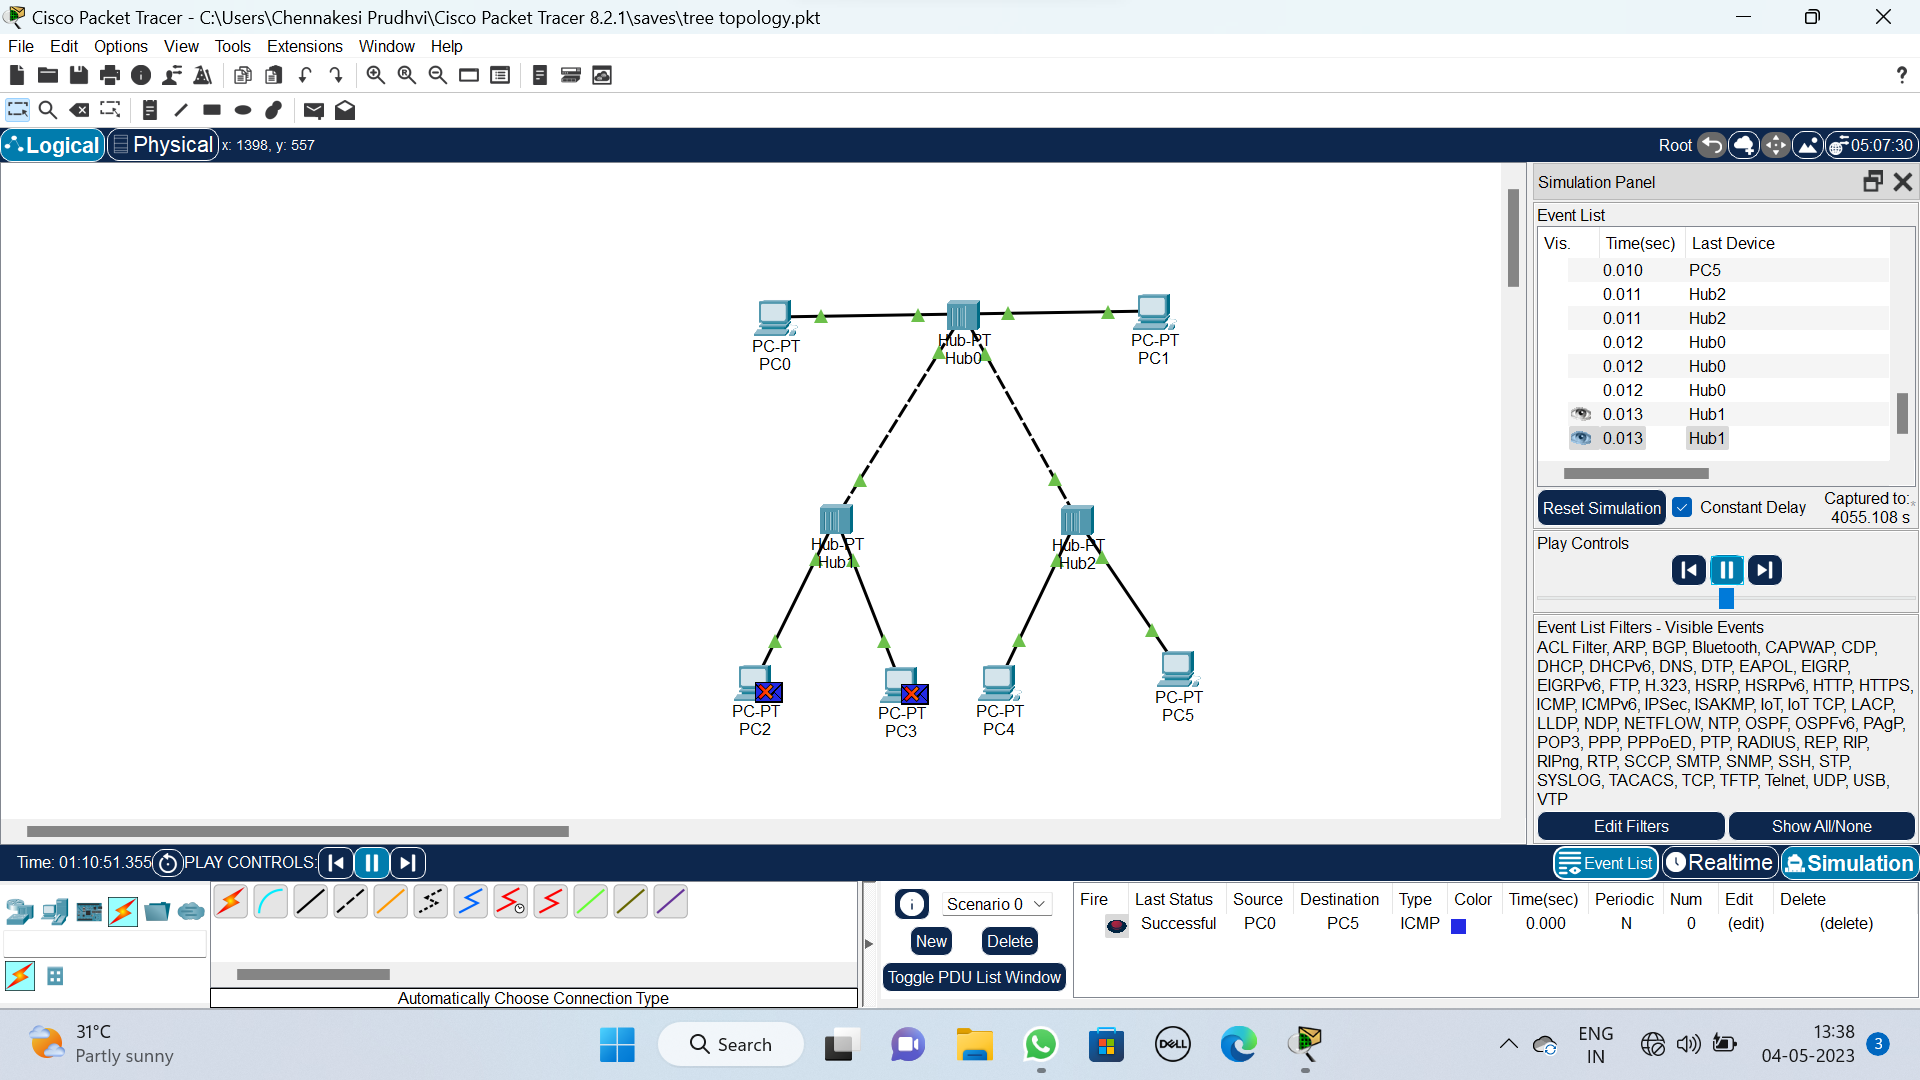 Cisco Packet Tracer - C:\Users\Chennakesi Prudhvi\Cisco Packet Tracer 8.2.1\saves\tree topology.pkt
File Edit Options View Tools Extensions Window Help
?
Logical Physical x: 1398, y: 557
Root 05:07:30
Simulation Panel
Event List
Vis. Time(sec) Last Device
0.010 PC5
0.011 Hub2
0.011 Hub2
0.012 Hub0
0.012 Hub0
0.012 Hub0
0.013 Hub1
0.013 Hub1
Reset Simulation Constant Delay Captured to:
4055.108 s
Play Controls
Event List Filters - Visible Events
ACL Filter, ARP, BGP, Bluetooth, CAPWAP, CDP,
DHCP, DHCPv6, DNS, DTP, EAPOL, EIGRP,
EIGRPv6, FTP, H.323, HSRP, HSRPv6, HTTP, HTTPS,
ICMP, ICMPv6, IPSec, ISAKMP, IoT, IoT TCP, LACP,
LLDP, NDP, NETFLOW, NTP, OSPF, OSPFv6, PAgP,
POP3, PPP, PPPoED, PTP, RADIUS, REP, RIP,
RIPng, RTP, SCCP, SMTP, SNMP, SSH, STP,
SYSLOG, TACACS, TCP, TFTP, Telnet, UDP, USB,
VTP
Edit Filters Show All/None
PC-PT
PC0
Hub-PT
Hub0
PC-PT
PC1
Hub-PT
Hub1
Hub-PT
Hub2
PC-PT
PC2
PC-PT
PC3
PC-PT
PC4
PC-PT
PC5
Time: 01:10:51.355 PLAY CONTROLS:
Event List Realtime Simulation
Scenario 0
New Delete
Toggle PDU List Window
Fire Last Status Source Destination Type Color Time(sec) Periodic Num Edit Delete
Successful PC0 PC5 ICMP 0.000 N 0 (edit) (delete)
Automatically Choose Connection Type
31°C
Partly sunny
Search
DELL
ENG
IN
13:38
04-05-2023
3